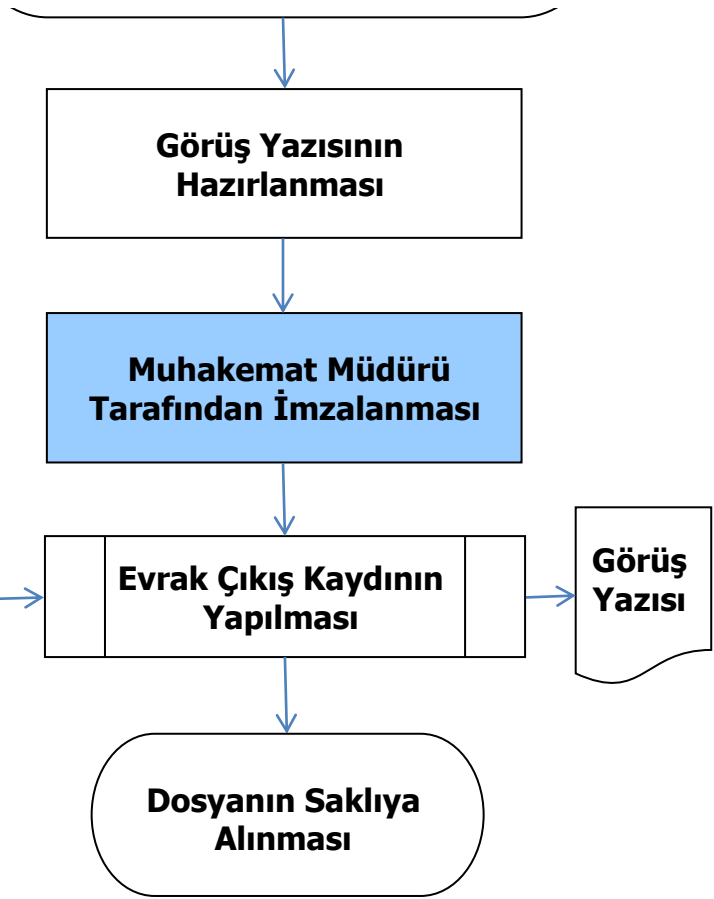 Görüş Yazısının
Hazırlanması
Muhakemat Müdürü
Tarafından İmzalanması
Evrak Çıkış Kaydının
Yapılması
Görüş
Yazısı
Dosyanın Saklıya
Alınması